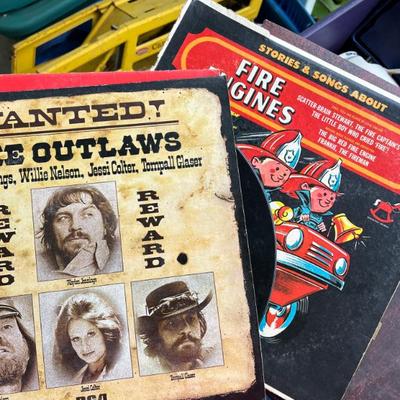 WANTED!
OUTLAWS
Willie Nelson, Jessi Colter, Tompall Glaser
REWARD
REWARD
Waylon Jennings
Jessi Colter
Tompall Glaser
RCA
STORIES & SONGS ABOUT
FIRE
ENGINES
SCATTER-BRAIN STEWART, THE FIRE CAPTAIN'S
THE LITTLE BOY WHO CRIED "FIRE"
THE BIG RED FIRE ENGINE
FRANKIE, THE FIREMAN